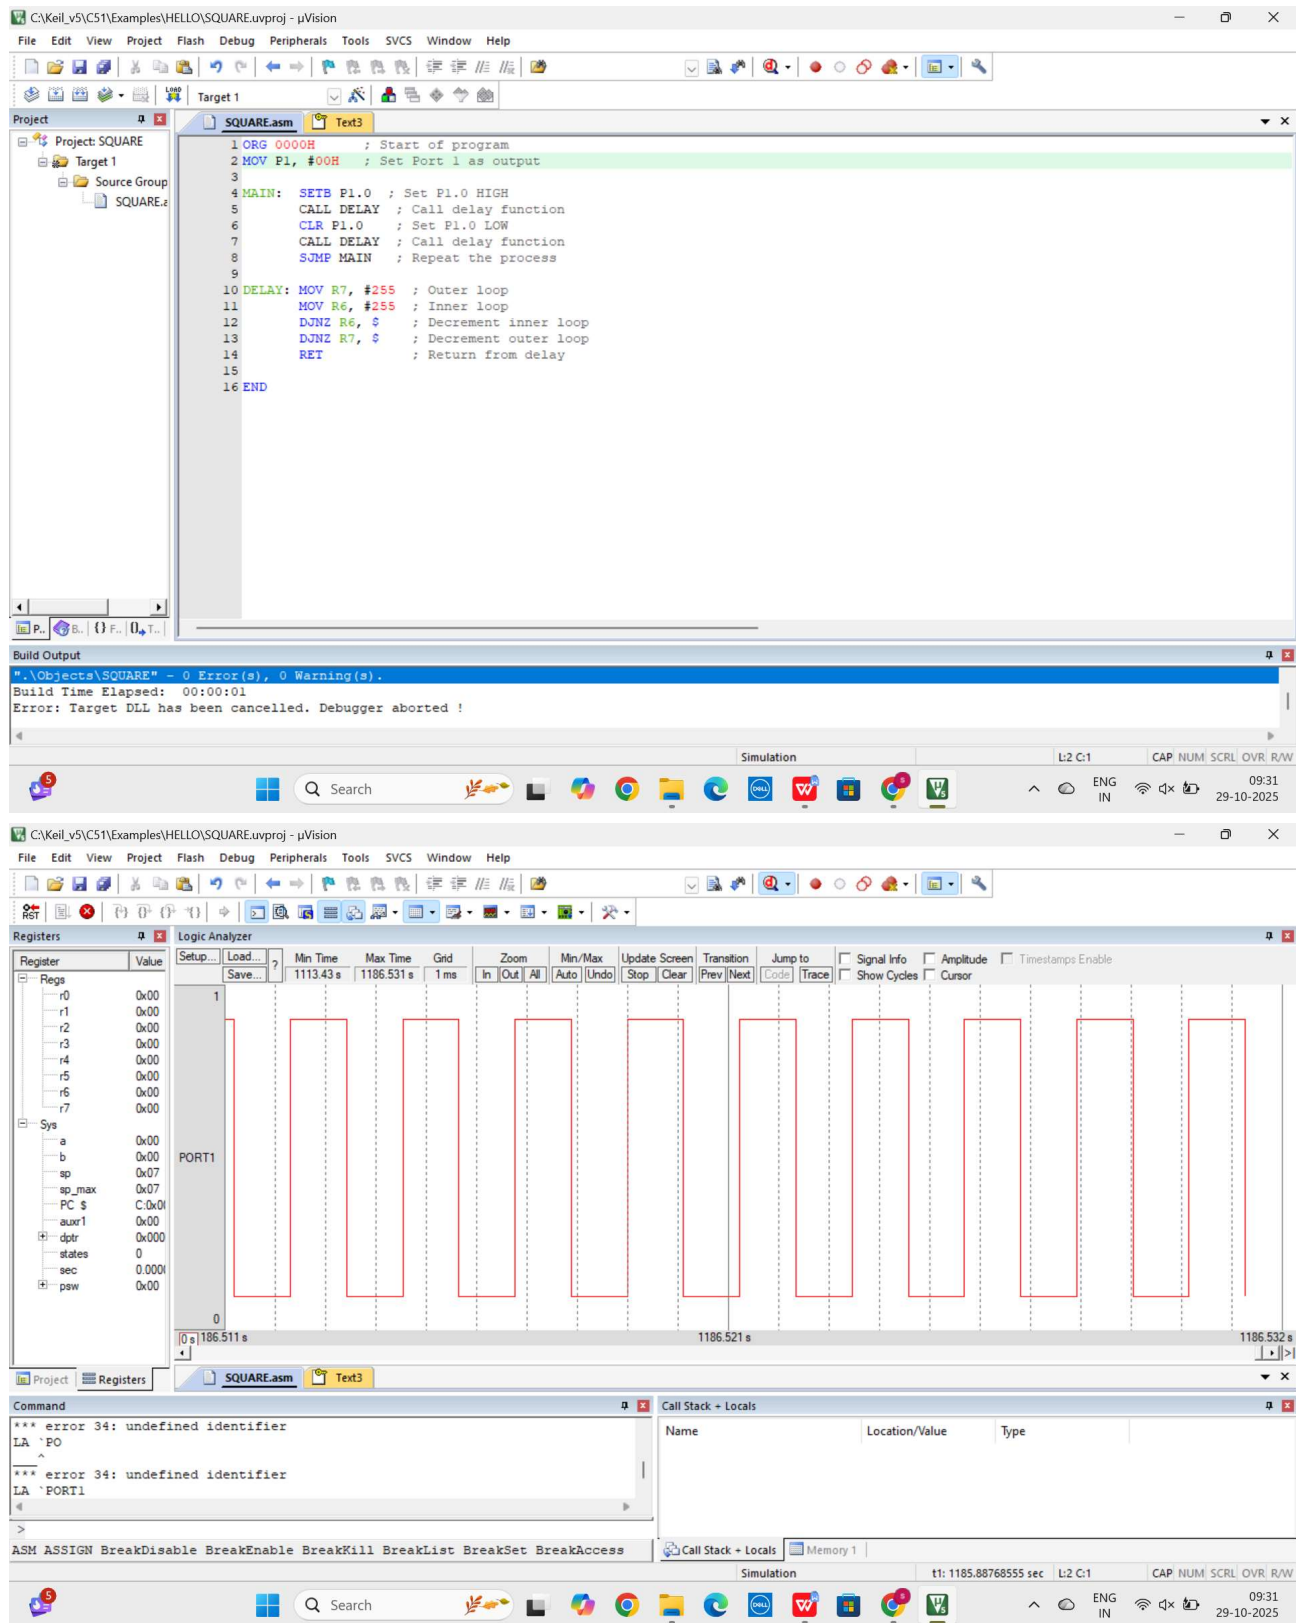 C:\Keil_v5\C51\Examples\HELLO\SQUARE.uvproj - µVision
File Edit View Project Flash Debug Peripherals Tools SVCS Window Help
LOAD Target 1
Project
SQUARE.asm Text3
Project: SQUARE
Target 1
Source Group
SQUARE.a
1 ORG 0000H ; Start of program
2 MOV P1, #00H ; Set Port 1 as output
3
4 MAIN: SETB P1.0 ; Set P1.0 HIGH
5 CALL DELAY ; Call delay function
6 CLR P1.0 ; Set P1.0 LOW
7 CALL DELAY ; Call delay function
8 SJMP MAIN ; Repeat the process
9
10 DELAY: MOV R7, #255 ; Outer loop
11 MOV R6, #255 ; Inner loop
12 DJNZ R6, $ ; Decrement inner loop
13 DJNZ R7, $ ; Decrement outer loop
14 RET ; Return from delay
15
16 END
P.. B.. {} F.. T..
Build Output
".\Objects\SQUARE" - 0 Error(s), 0 Warning(s).
Build Time Elapsed: 00:00:01
Error: Target DLL has been cancelled. Debugger aborted !
Simulation L:2 C:1 CAP NUM SCRL OVR R/W
5 Search ENG IN 09:31 29-10-2025
C:\Keil_v5\C51\Examples\HELLO\SQUARE.uvproj - µVision
File Edit View Project Flash Debug Peripherals Tools SVCS Window Help
RST
Registers Logic Analyzer
Register Value
Setup... Load... ? Min Time Max Time Grid Zoom Min/Max Update Screen Transition Jump to Signal Info Amplitude Timestamps Enable
Save... 1113.43 s 1186.531 s 1 ms In Out All Auto Undo Stop Clear Prev Next Code Trace Show Cycles Cursor
Regs
r0 0x00
r1 0x00
r2 0x00
r3 0x00
r4 0x00
r5 0x00
r6 0x00
r7 0x00
Sys
a 0x00
b 0x00
sp 0x07
sp_max 0x07
PC $ C:0x00
auxr1 0x00
dptr 0x000
states 0
sec 0.000
psw 0x00
1
PORT1
0
0 s 186.511 s 1186.521 s 1186.532 s
Project Registers SQUARE.asm Text3
Command
*** error 34: undefined identifier
LA `PO
____^
*** error 34: undefined identifier
LA `PORT1
>
ASM ASSIGN BreakDisable BreakEnable BreakKill BreakList BreakSet BreakAccess
Call Stack + Locals
Name Location/Value Type
Call Stack + Locals Memory 1
Simulation t1: 1185.88768555 sec L:2 C:1 CAP NUM SCRL OVR R/W
5 Search ENG IN 09:31 29-10-2025